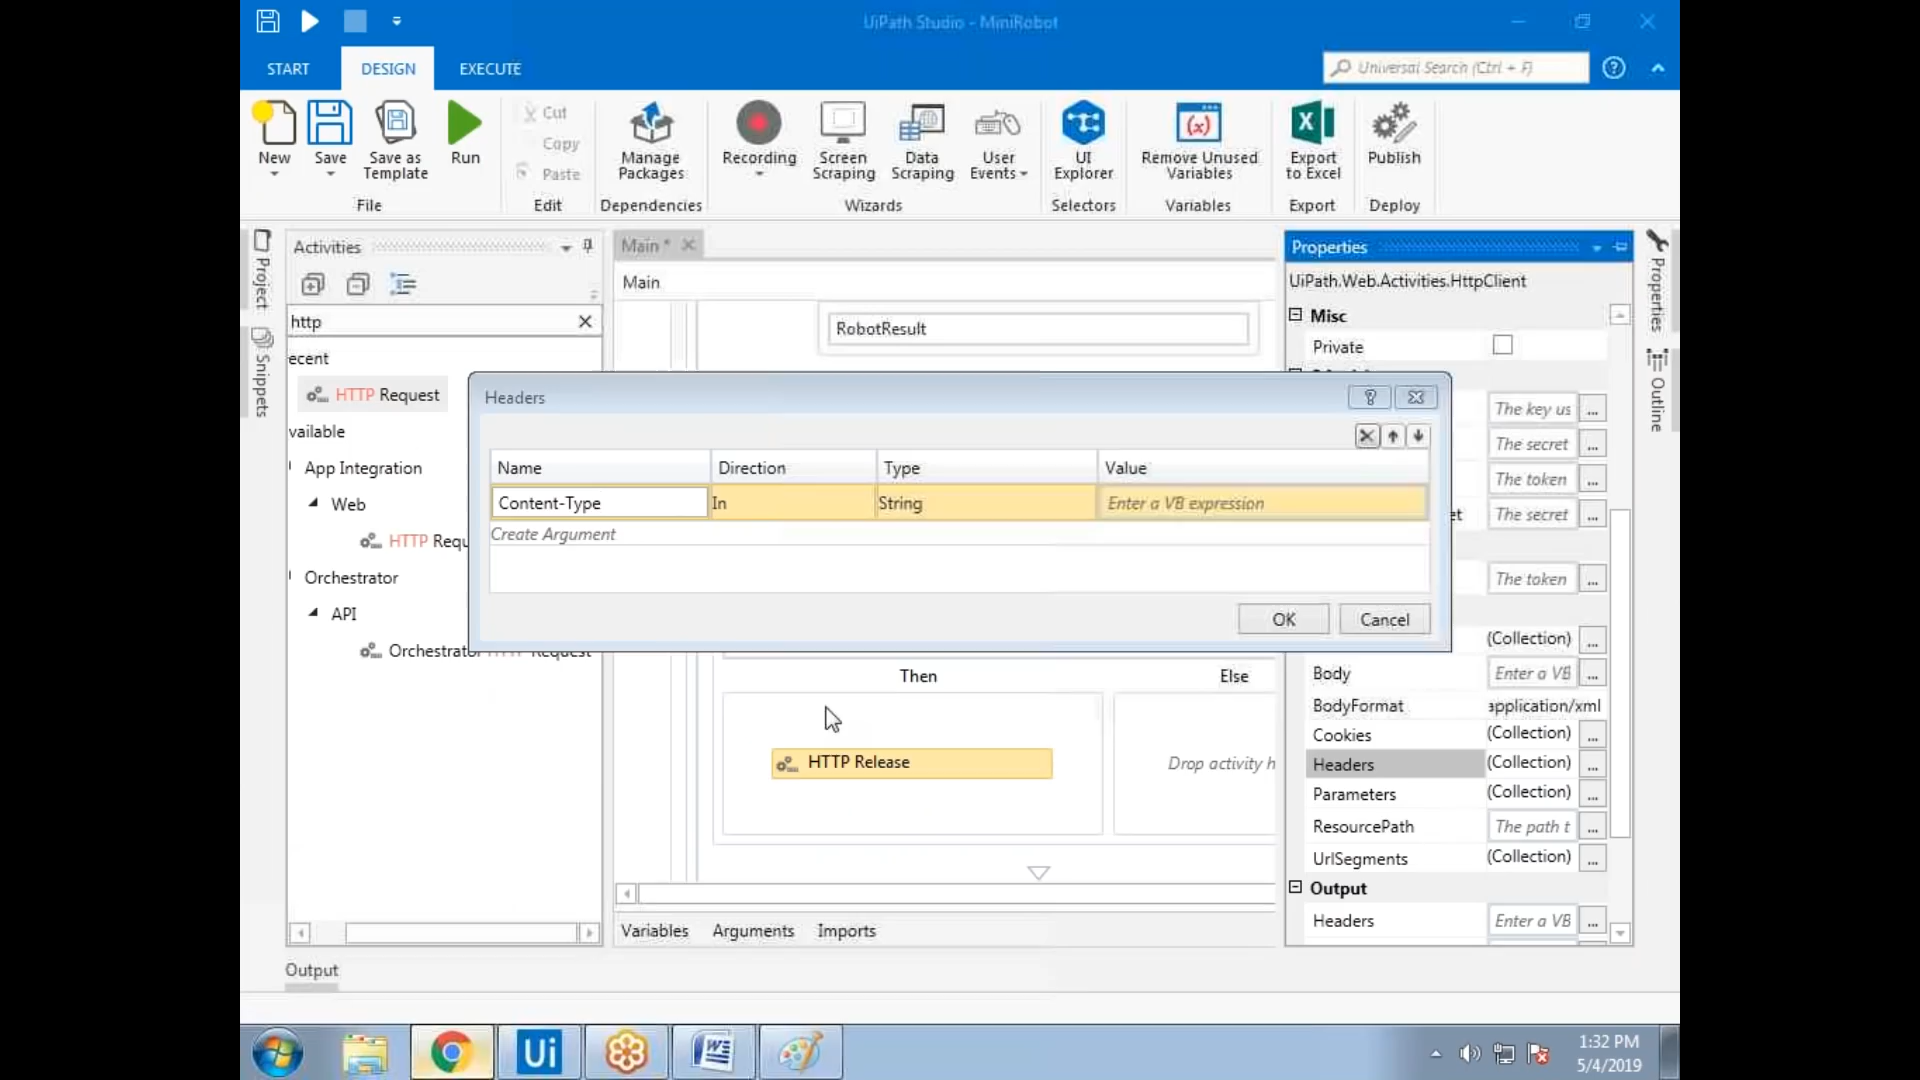 UiPath Studio - MiniRobot
START
DESIGN
EXECUTE
Universal Search (Ctrl + F)
New
Save
Save as Template
Run
Cut
Copy
Paste
Manage Packages
Recording
Screen Scraping
Data Scraping
User Events
UI Explorer
Remove Unused Variables
Export to Excel
Publish
File
Edit
Dependencies
Wizards
Selectors
Variables
Export
Deploy
Project
Snippets
Activities
http
ecent
HTTP Request
vailable
App Integration
Web
HTTP Requ
Orchestrator
API
Orchestrator HTTP Request
Main *
Main
RobotResult
Headers
Name
Direction
Type
Value
Content-Type
In
String
Enter a VB expression
Create Argument
OK
Cancel
Then
Else
HTTP Release
Drop activity h
Variables
Arguments
Imports
Properties
UiPath.Web.Activities.HttpClient
Misc
Private
The key us
The secret
The token
et
The secret
The token
(Collection)
Body
Enter a VB
BodyFormat
application/xml
Cookies
(Collection)
Headers
(Collection)
Parameters
(Collection)
ResourcePath
The path t
UrlSegments
(Collection)
Output
Headers
Enter a VB
Properties
Outline
Output
Ui
1:32 PM
5/4/2019